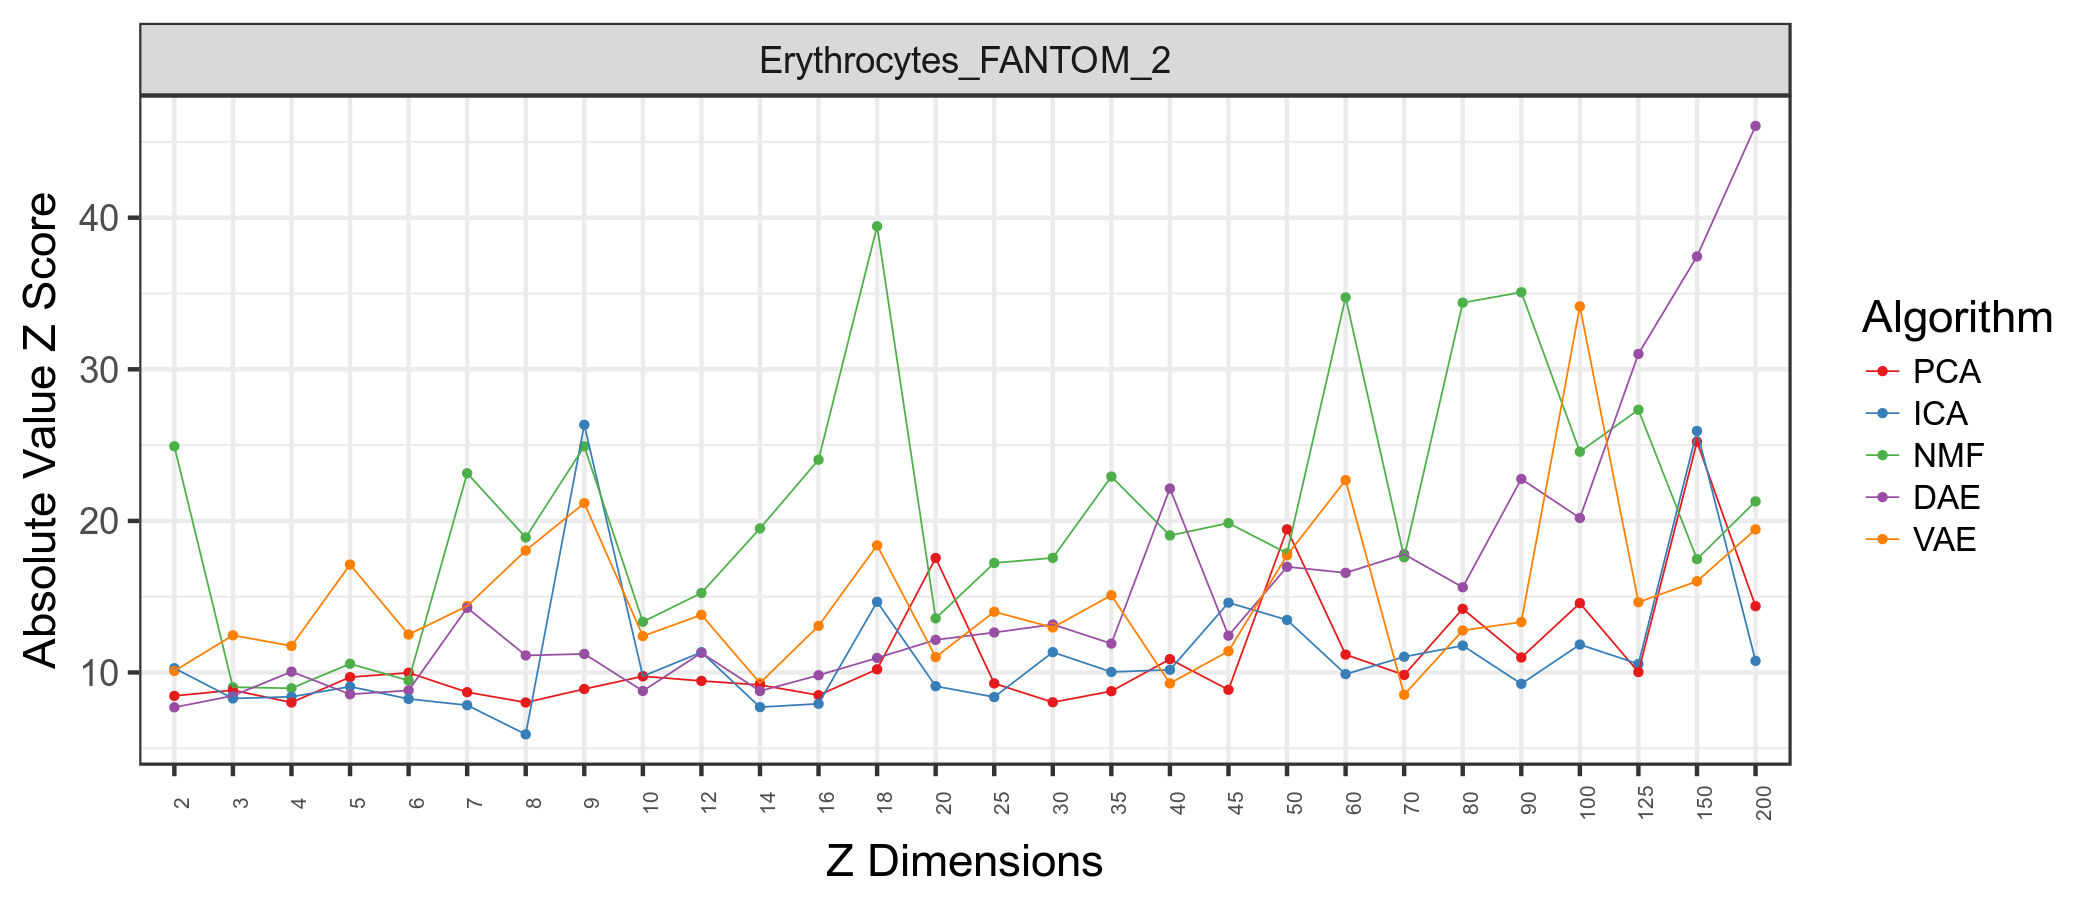 Erythrocytes_FANTOM_2
Absolute Value Z Score
40
30
20
10
2 3 4 5 6 7 8 9 10 12 14 16 18 20 25 30 35 40 45 50 60 70 80 90 100 125 150 200
Z Dimensions
Algorithm
PCA
ICA
NMF
DAE
VAE